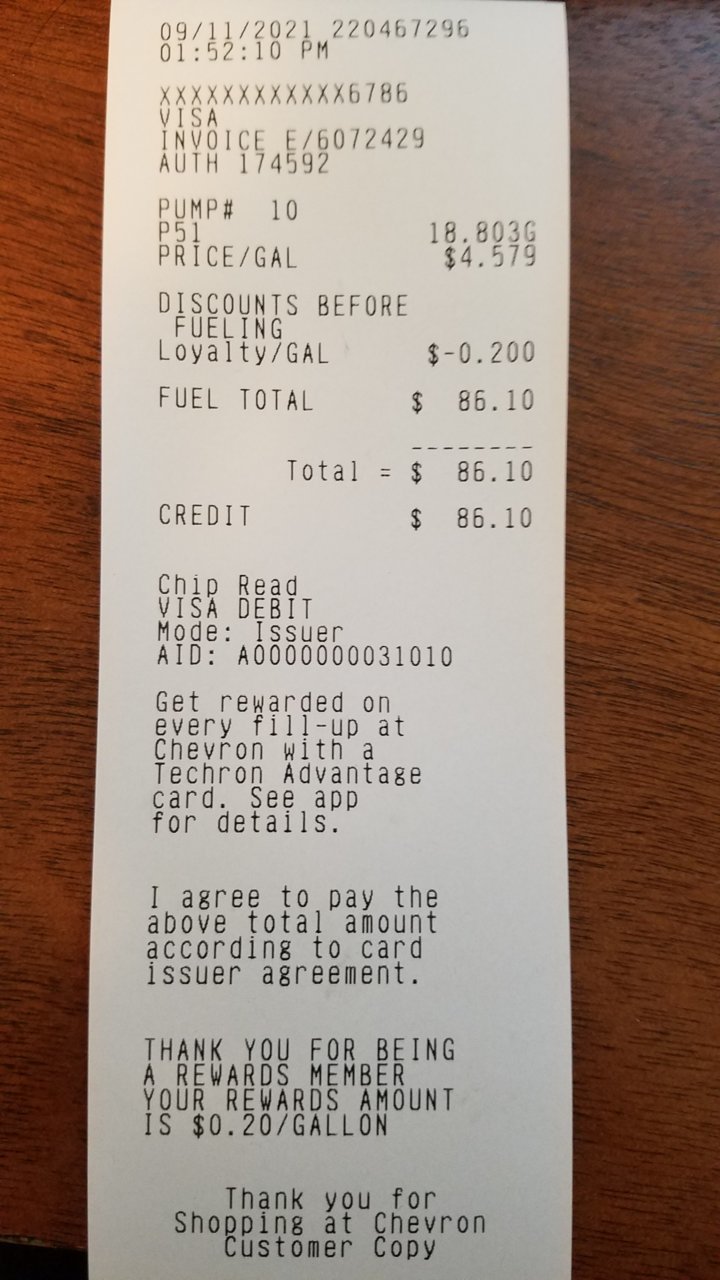 09/11/2021 220467296
01:52:10 PM
XXXXXXXXXXXX6786
VISA
INVOICE E/6072429
AUTH 174592
PUMP# 10
P51 18.803G
PRICE/GAL $4.579
DISCOUNTS BEFORE
FUELING
Loyalty/GAL $-0.200
FUEL TOTAL $ 86.10
--------
Total = $ 86.10
CREDIT $ 86.10
Chip Read
VISA DEBIT
Mode: Issuer
AID: A0000000031010
Get rewarded on
every fill-up at
Chevron with a
Techron Advantage
card. See app
for details.
I agree to pay the
above total amount
according to card
issuer agreement.
THANK YOU FOR BEING
A REWARDS MEMBER
YOUR REWARDS AMOUNT
IS $0.20/GALLON
Thank you for
Shopping at Chevron
Customer Copy